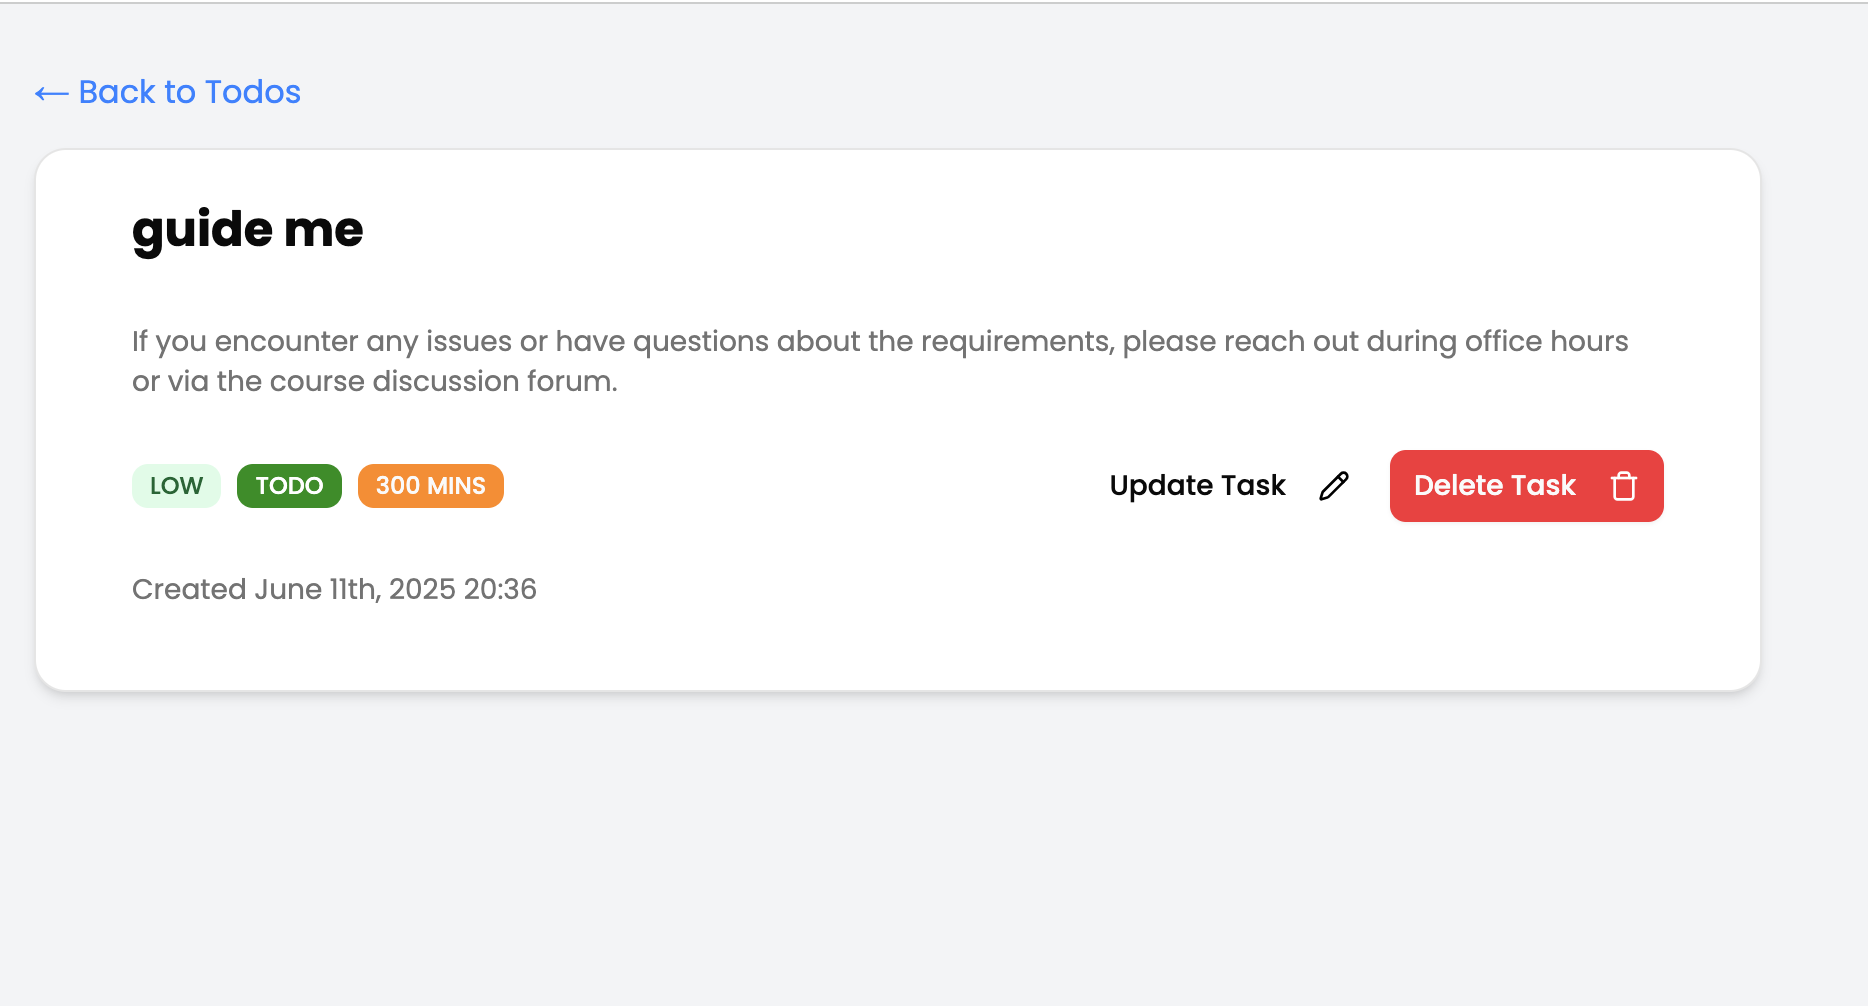 ← Back to Todos
guide me
If you encounter any issues or have questions about the requirements, please reach out during office hours
or via the course discussion forum.
LOW TODO 300 MINS Update Task Delete Task
Created June 11th, 2025 20:36